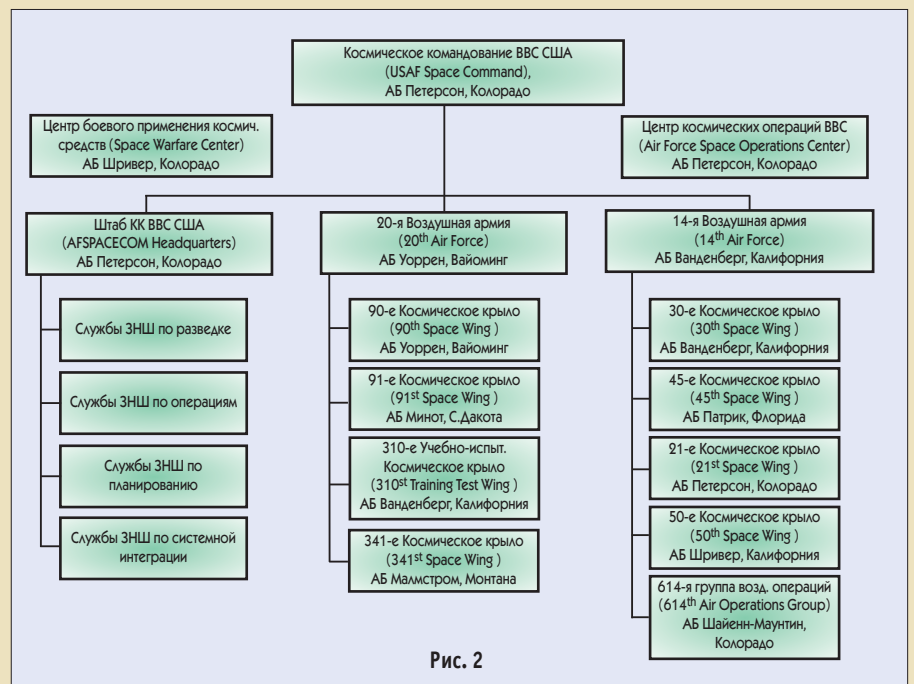 Космическое командование ВВС США
(USAF Space Command),
АБ Петерсон, Колорадо
Центр боевого применения космич.
средств (Space Warfare Center)
АБ Шривер, Колорадо
Центр космических операций ВВС
(Air Force Space Operations Center)
АБ Петерсон, Колорадо
Штаб КК ВВС США
(AFSPACECOM Headquarters)
АБ Петерсон, Колорадо
Службы ЗНШ по разведке
Службы ЗНШ по операциям
Службы ЗНШ по
планированию
Службы ЗНШ по системной
интеграции
20-я Воздушная армия
(20th Air Force)
АБ Уоррен, Вайоминг
90-е Космическое крыло
(90th Space Wing )
АБ Уоррен, Вайоминг
91-е Космическое крыло
(91st Space Wing )
АБ Минот, С.Дакота
310-е Учебно-испыт.
Космическое крыло
(310st Training Test Wing )
АБ Ванденберг, Калифорния
341-е Космическое крыло
(341st Space Wing )
АБ Малмстром, Монтана
14-я Воздушная армия
(14th Air Force)
АБ Ванденберг, Калифорния
30-е Космическое крыло
(30th Space Wing )
АБ Ванденберг, Калифорния
45-е Космическое крыло
(45th Space Wing )
АБ Патрик, Флорида
21-е Космическое крыло
(21st Space Wing )
АБ Петерсон, Колорадо
50-е Космическое крыло
(50th Space Wing )
АБ Шривер, Калифорния
614-я группа возд. операций
(614th Air Operations Group)
АБ Шайенн-Маунтин,
Колорадо
Рис. 2